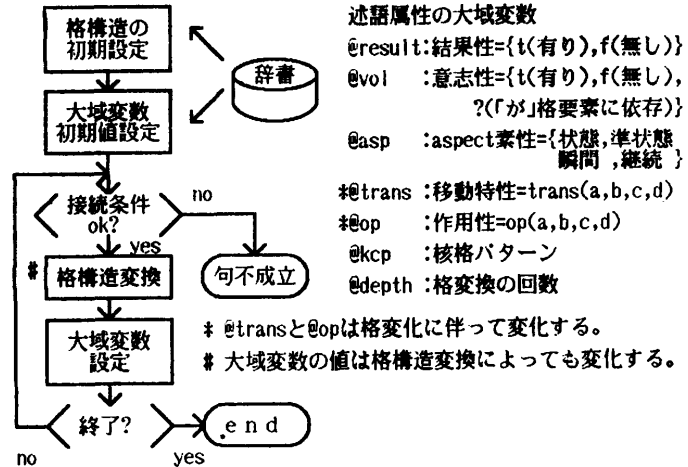 格構造の
初期設定
大域変数
初期値設定
辞書
接続条件
ok?
no
yes
句不成立
#
格構造変換
大域変数
設定
終了?
no
yes
.end
述語属性の大域変数
@result:結果性={t(有り),f(無し)}
@vol :意志性={t(有り),f(無し),
?(「が」格要素に依存)}
@asp :aspect素性={状態,準状態
瞬間 ,継続 }
*@trans:移動特性=trans(a,b,c,d)
*@op :作用性=op(a,b,c,d)
@kcp :核格パターン
@depth :格変換の回数
* @transと@opは格変化に伴って変化する。
# 大域変数の値は格構造変換によっても変化する。